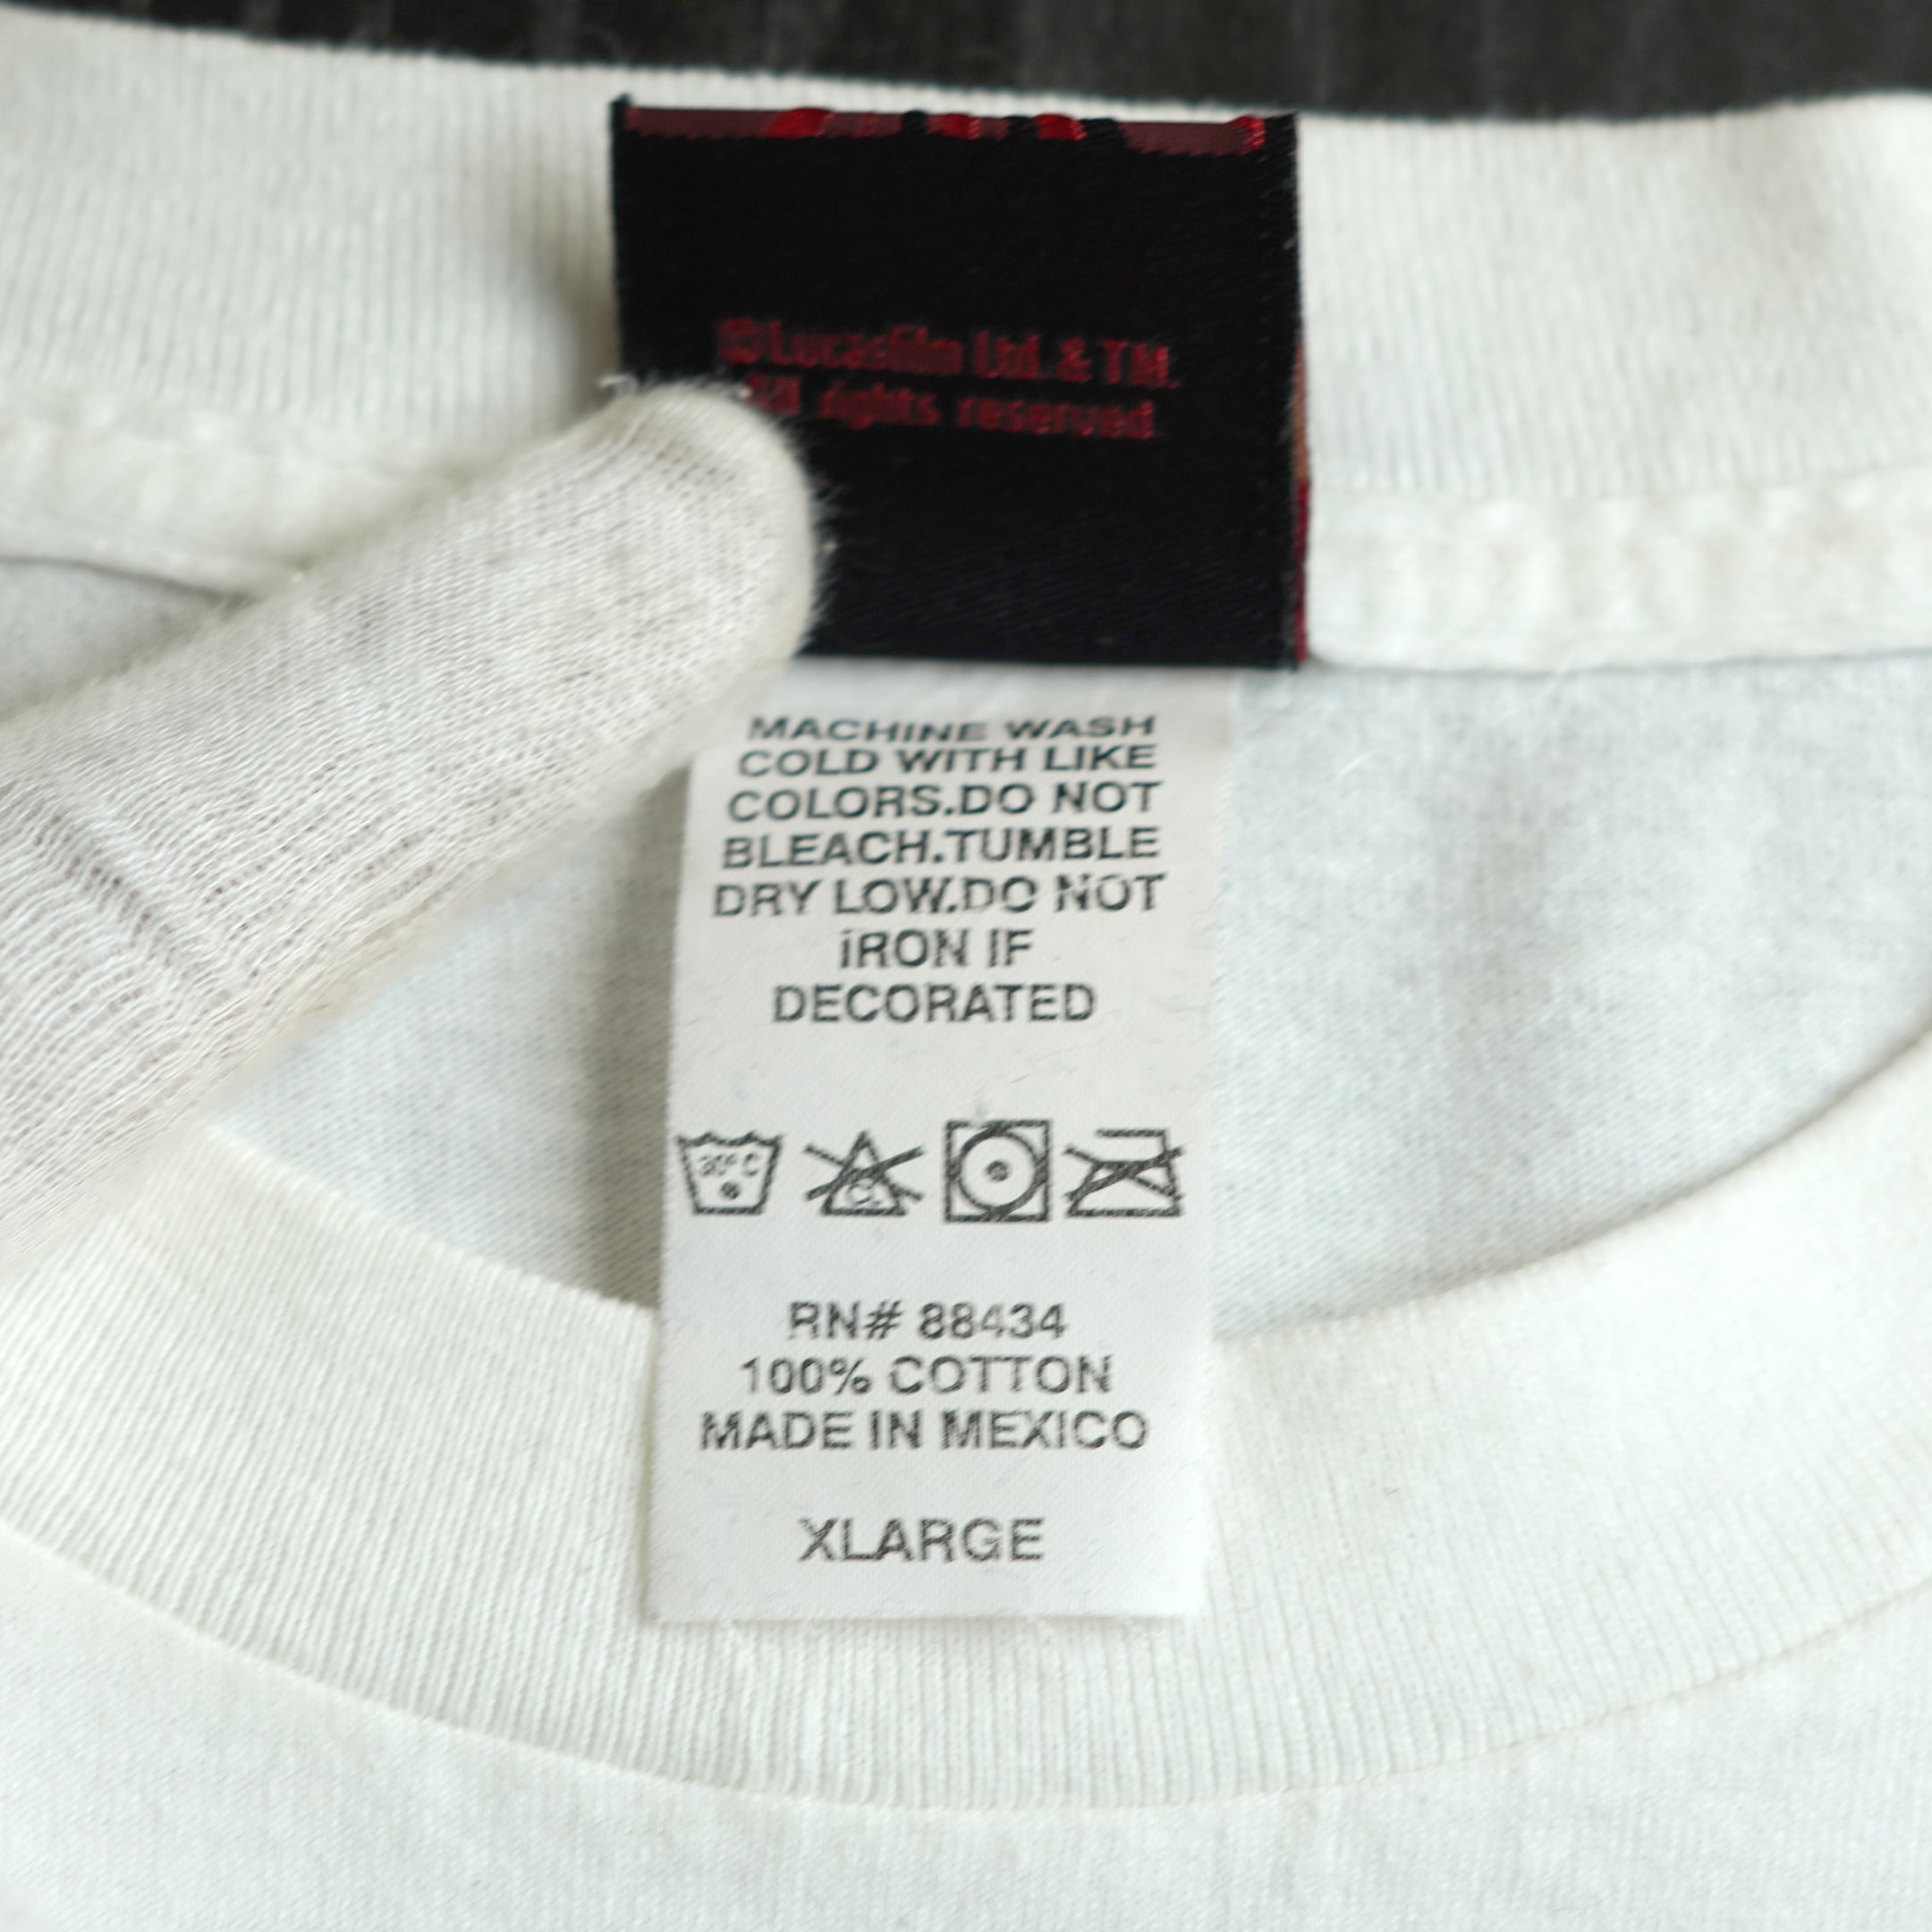 ©Lucasfilm Ltd. & TM.
All rights reserved.
MACHINE WASH
COLD WITH LIKE
COLORS.DO NOT
BLEACH.TUMBLE
DRY LOW.DO NOT
iRON IF
DECORATED
30° C
CL
RN# 88434
100% COTTON
MADE IN MEXICO
XLARGE